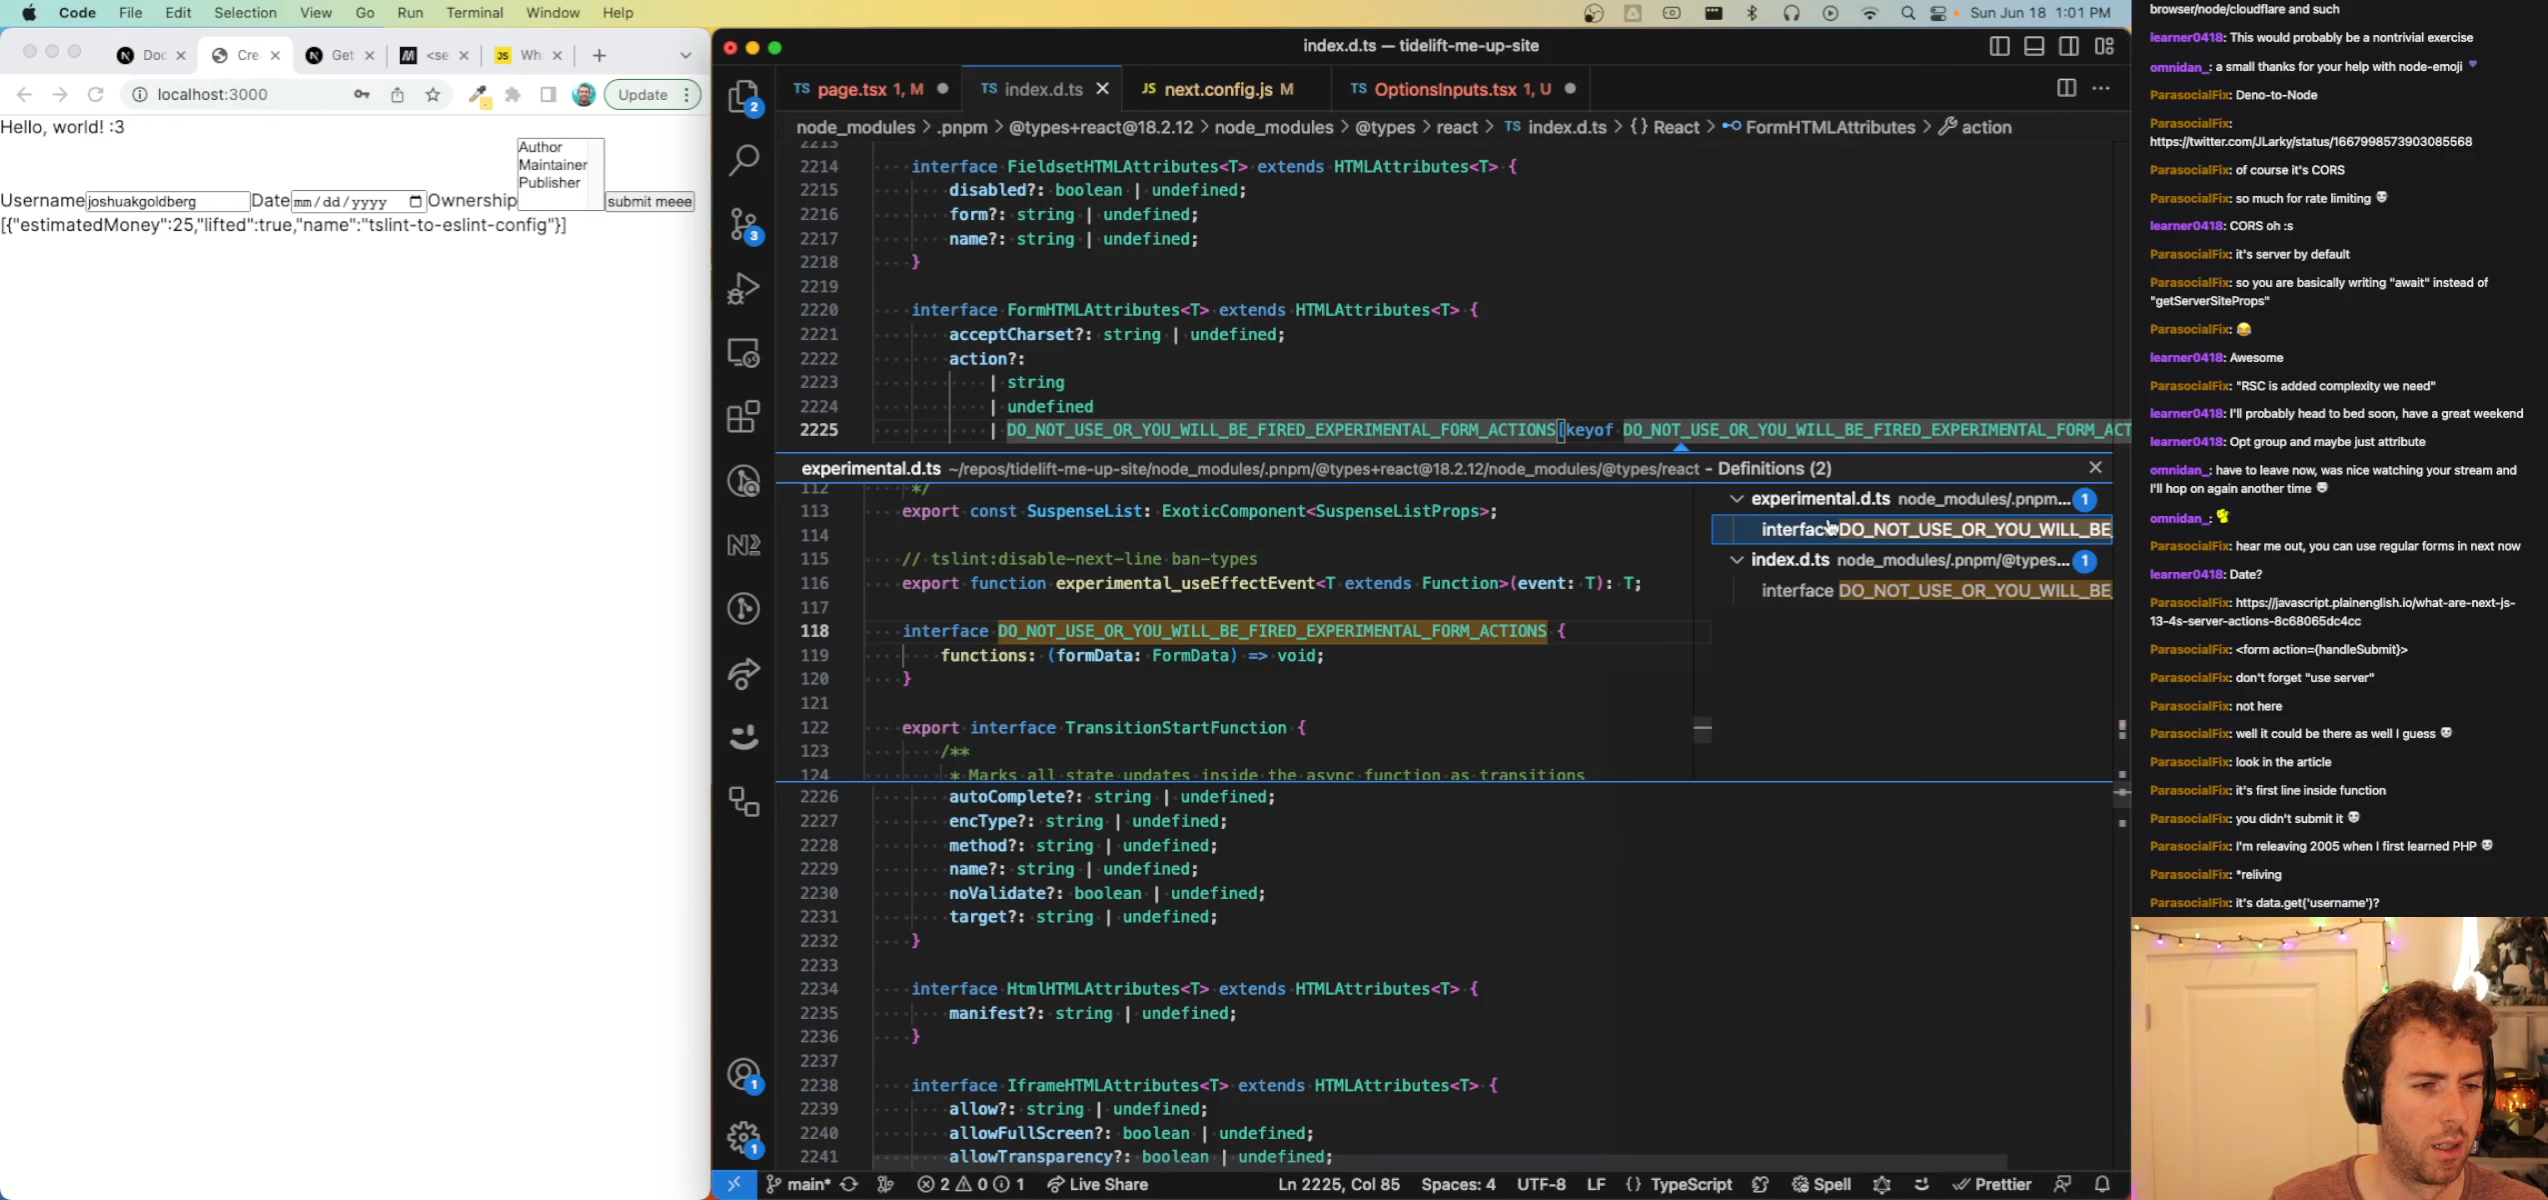 Code File Edit Selection View Go Run Terminal Window Help
Sun Jun 18 1:01 PM
Doc
Cre
Get
<se
JS Wh
localhost:3000
Update
Hello, world! :3
Author
Maintainer
Publisher
Username joshuakgoldberg Date mm/dd/yyyy Ownership submit meee
[{"estimatedMoney":25,"lifted":true,"name":"tslint-to-eslint-config"}]
index.d.ts — tidelift-me-up-site
TS page.tsx 1, M
TS index.d.ts
JS next.config.js M
TS OptionsInputs.tsx 1, U
node_modules > .pnpm > @types+react@18.2.12 > node_modules > @types > react > TS index.d.ts > {} React > FormHTMLAttributes > action
2213
2214 interface FieldsetHTMLAttributes<T> extends HTMLAttributes<T> {
2215 disabled?: boolean | undefined;
2216 form?: string | undefined;
2217 name?: string | undefined;
2218 }
2219
2220 interface FormHTMLAttributes<T> extends HTMLAttributes<T> {
2221 acceptCharset?: string | undefined;
2222 action?:
2223 | string
2224 | undefined
2225 | DO_NOT_USE_OR_YOU_WILL_BE_FIRED_EXPERIMENTAL_FORM_ACTIONS[keyof DO_NOT_USE_OR_YOU_WILL_BE_FIRED_EXPERIMENTAL_FORM_ACT
experimental.d.ts ~/repos/tidelift-me-up-site/node_modules/.pnpm/@types+react@18.2.12/node_modules/@types/react - Definitions (2)
112 */
113 export const SuspenseList: ExoticComponent<SuspenseListProps>;
114
115 // tslint:disable-next-line ban-types
116 export function experimental_useEffectEvent<T extends Function>(event: T): T;
117
118 interface DO_NOT_USE_OR_YOU_WILL_BE_FIRED_EXPERIMENTAL_FORM_ACTIONS {
119 functions: (formData: FormData) => void;
120 }
121
122 export interface TransitionStartFunction {
123 /**
124 * Marks all state updates inside the async function as transitions
experimental.d.ts node_modules/.pnpm... 1
interface DO_NOT_USE_OR_YOU_WILL_BE_
index.d.ts node_modules/.pnpm/@types... 1
interface DO_NOT_USE_OR_YOU_WILL_BE_
2226 autoComplete?: string | undefined;
2227 encType?: string | undefined;
2228 method?: string | undefined;
2229 name?: string | undefined;
2230 noValidate?: boolean | undefined;
2231 target?: string | undefined;
2232 }
2233
2234 interface HtmlHTMLAttributes<T> extends HTMLAttributes<T> {
2235 manifest?: string | undefined;
2236 }
2237
2238 interface IframeHTMLAttributes<T> extends HTMLAttributes<T> {
2239 allow?: string | undefined;
2240 allowFullScreen?: boolean | undefined;
2241 allowTransparency?: boolean | undefined;
2
3
1
1
main* 2 0 1 Live Share
Ln 2225, Col 85 Spaces: 4 UTF-8 LF {} TypeScript Spell Prettier
browser/node/cloudflare and such
learner0418: This would probably be a nontrivial exercise
omnidan_: a small thanks for your help with node-emoji 💜
ParasocialFix: Deno-to-Node
ParasocialFix:
https://twitter.com/JLarky/status/1667998573903085568
ParasocialFix: of course it's CORS
ParasocialFix: so much for rate limiting
learner0418: CORS oh :s
ParasocialFix: it's server by default
ParasocialFix: so you are basically writing "await" instead of
"getServerSiteProps"
ParasocialFix: 😂
learner0418: Awesome
ParasocialFix: "RSC is added complexity we need"
learner0418: I'll probably head to bed soon, have a great weekend
learner0418: Opt group and maybe just attribute
omnidan_: have to leave now, was nice watching your stream and
I'll hop on again another time
omnidan_:
ParasocialFix: hear me out, you can use regular forms in next now
learner0418: Date?
ParasocialFix: https://javascript.plainenglish.io/what-are-next-js-
13-4s-server-actions-8c68065dc4cc
ParasocialFix: <form action={handleSubmit}>
ParasocialFix: don't forget "use server"
ParasocialFix: not here
ParasocialFix: well it could be there as well I guess
ParasocialFix: look in the article
ParasocialFix: it's first line inside function
ParasocialFix: you didn't submit it
ParasocialFix: I'm releaving 2005 when I first learned PHP
ParasocialFix: *reliving
ParasocialFix: it's data.get('username')?